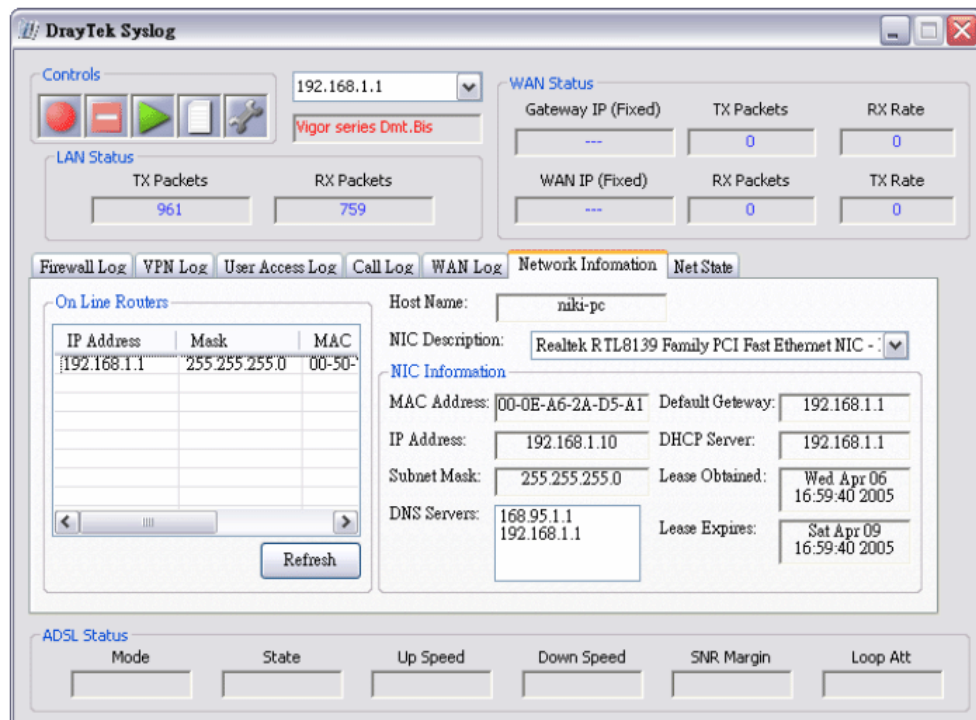 DrayTek Syslog
Controls
192.168.1.1
Vigor series Dmt.Bis
WAN Status
Gateway IP (Fixed) TX Packets RX Rate
--- 0 0
WAN IP (Fixed) RX Packets TX Rate
--- 0 0
LAN Status
TX Packets RX Packets
961 759
Firewall Log VPN Log User Access Log Call Log WAN Log Network Infomation Net State
On Line Routers
IP Address Mask MAC
192.168.1.1 255.255.255.0 00-50-
Refresh
Host Name: niki-pc
NIC Description: Realtek RTL8139 Family PCI Fast Ethernet NIC -
NIC Information
MAC Address: 00-0E-A6-2A-D5-A1 Default Geteway: 192.168.1.1
IP Address: 192.168.1.10 DHCP Server: 192.168.1.1
Subnet Mask: 255.255.255.0 Lease Obtained: Wed Apr 06
16:59:40 2005
DNS Servers: 168.95.1.1
192.168.1.1
Lease Expires: Sat Apr 09
16:59:40 2005
ADSL Status
Mode State Up Speed Down Speed SNR Margin Loop Att